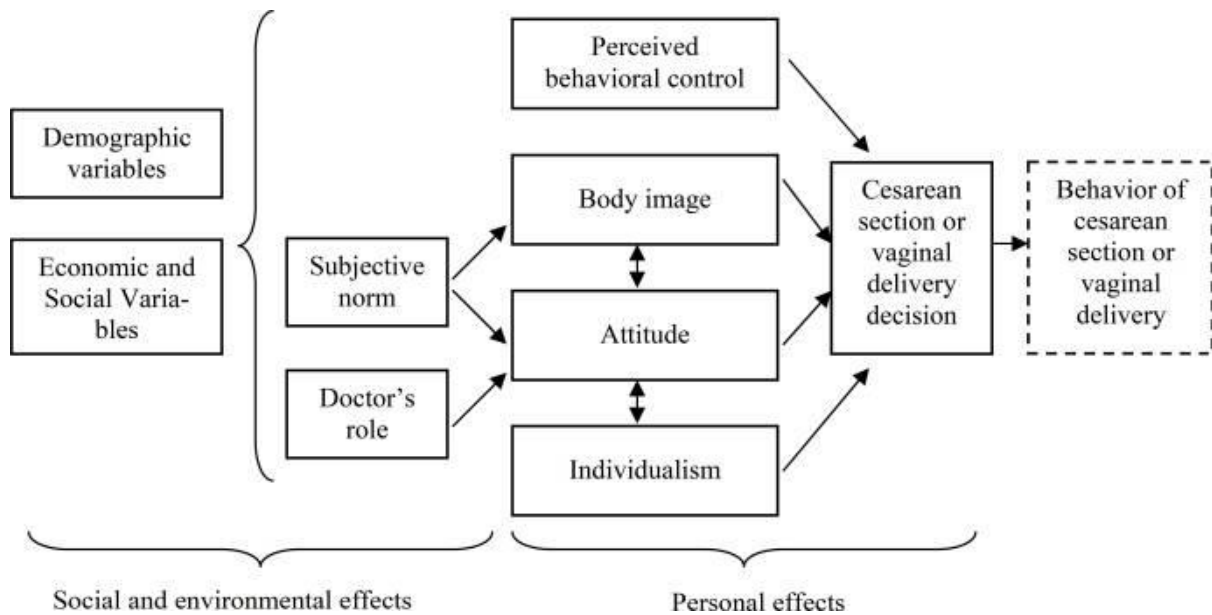 Demographic
variables
Economic and
Social Varia-
bles
Subjective
norm
Doctor's
role
Perceived
behavioral control
Body image
Attitude
Individualism
Cesarean
section or
vaginal
delivery
decision
Behavior of
cesarean
section or
vaginal
delivery
Social and environmental effects
Personal effects